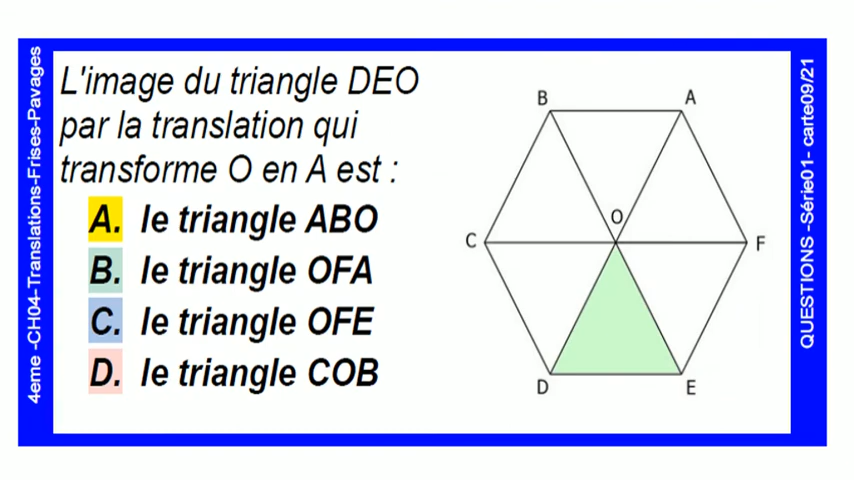 4eme -CH04-Translations-Frises-Pavages
L'image du triangle DEO
par la translation qui
transforme O en A est :
A. le triangle ABO
B. le triangle OFA
C. le triangle OFE
D. le triangle COB
B
A
O
C
F
D
E
QUESTIONS -Série01- carte09/21